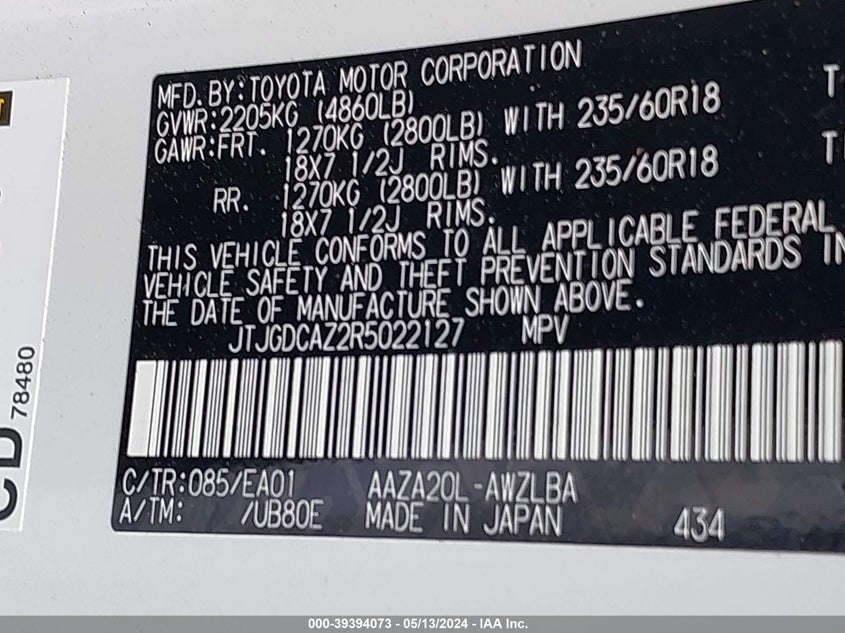 MFD. BY: TOYOTA MOTOR CORPORATION
GVWR: 2205KG (4860LB)
GAWR: FRT. 1270KG (2800LB) WITH 235/60R18
18X7 1/2J RIMS.
RR. 1270KG (2800LB) WITH 235/60R18
18X7 1/2J RIMS.
THIS VEHICLE CONFORMS TO ALL APPLICABLE FEDERAL
VEHICLE SAFETY AND THEFT PREVENTION STANDARDS IN
THE DATE OF MANUFACTURE SHOWN ABOVE.
JTJGDCAZ2R5022127 MPV
C/TR: 085/EA01 AAZA20L-AWZLBA
A/TM: /UB80E MADE IN JAPAN 434
CD 78480
000-39394073 - 05/13/2024 - IAA Inc.